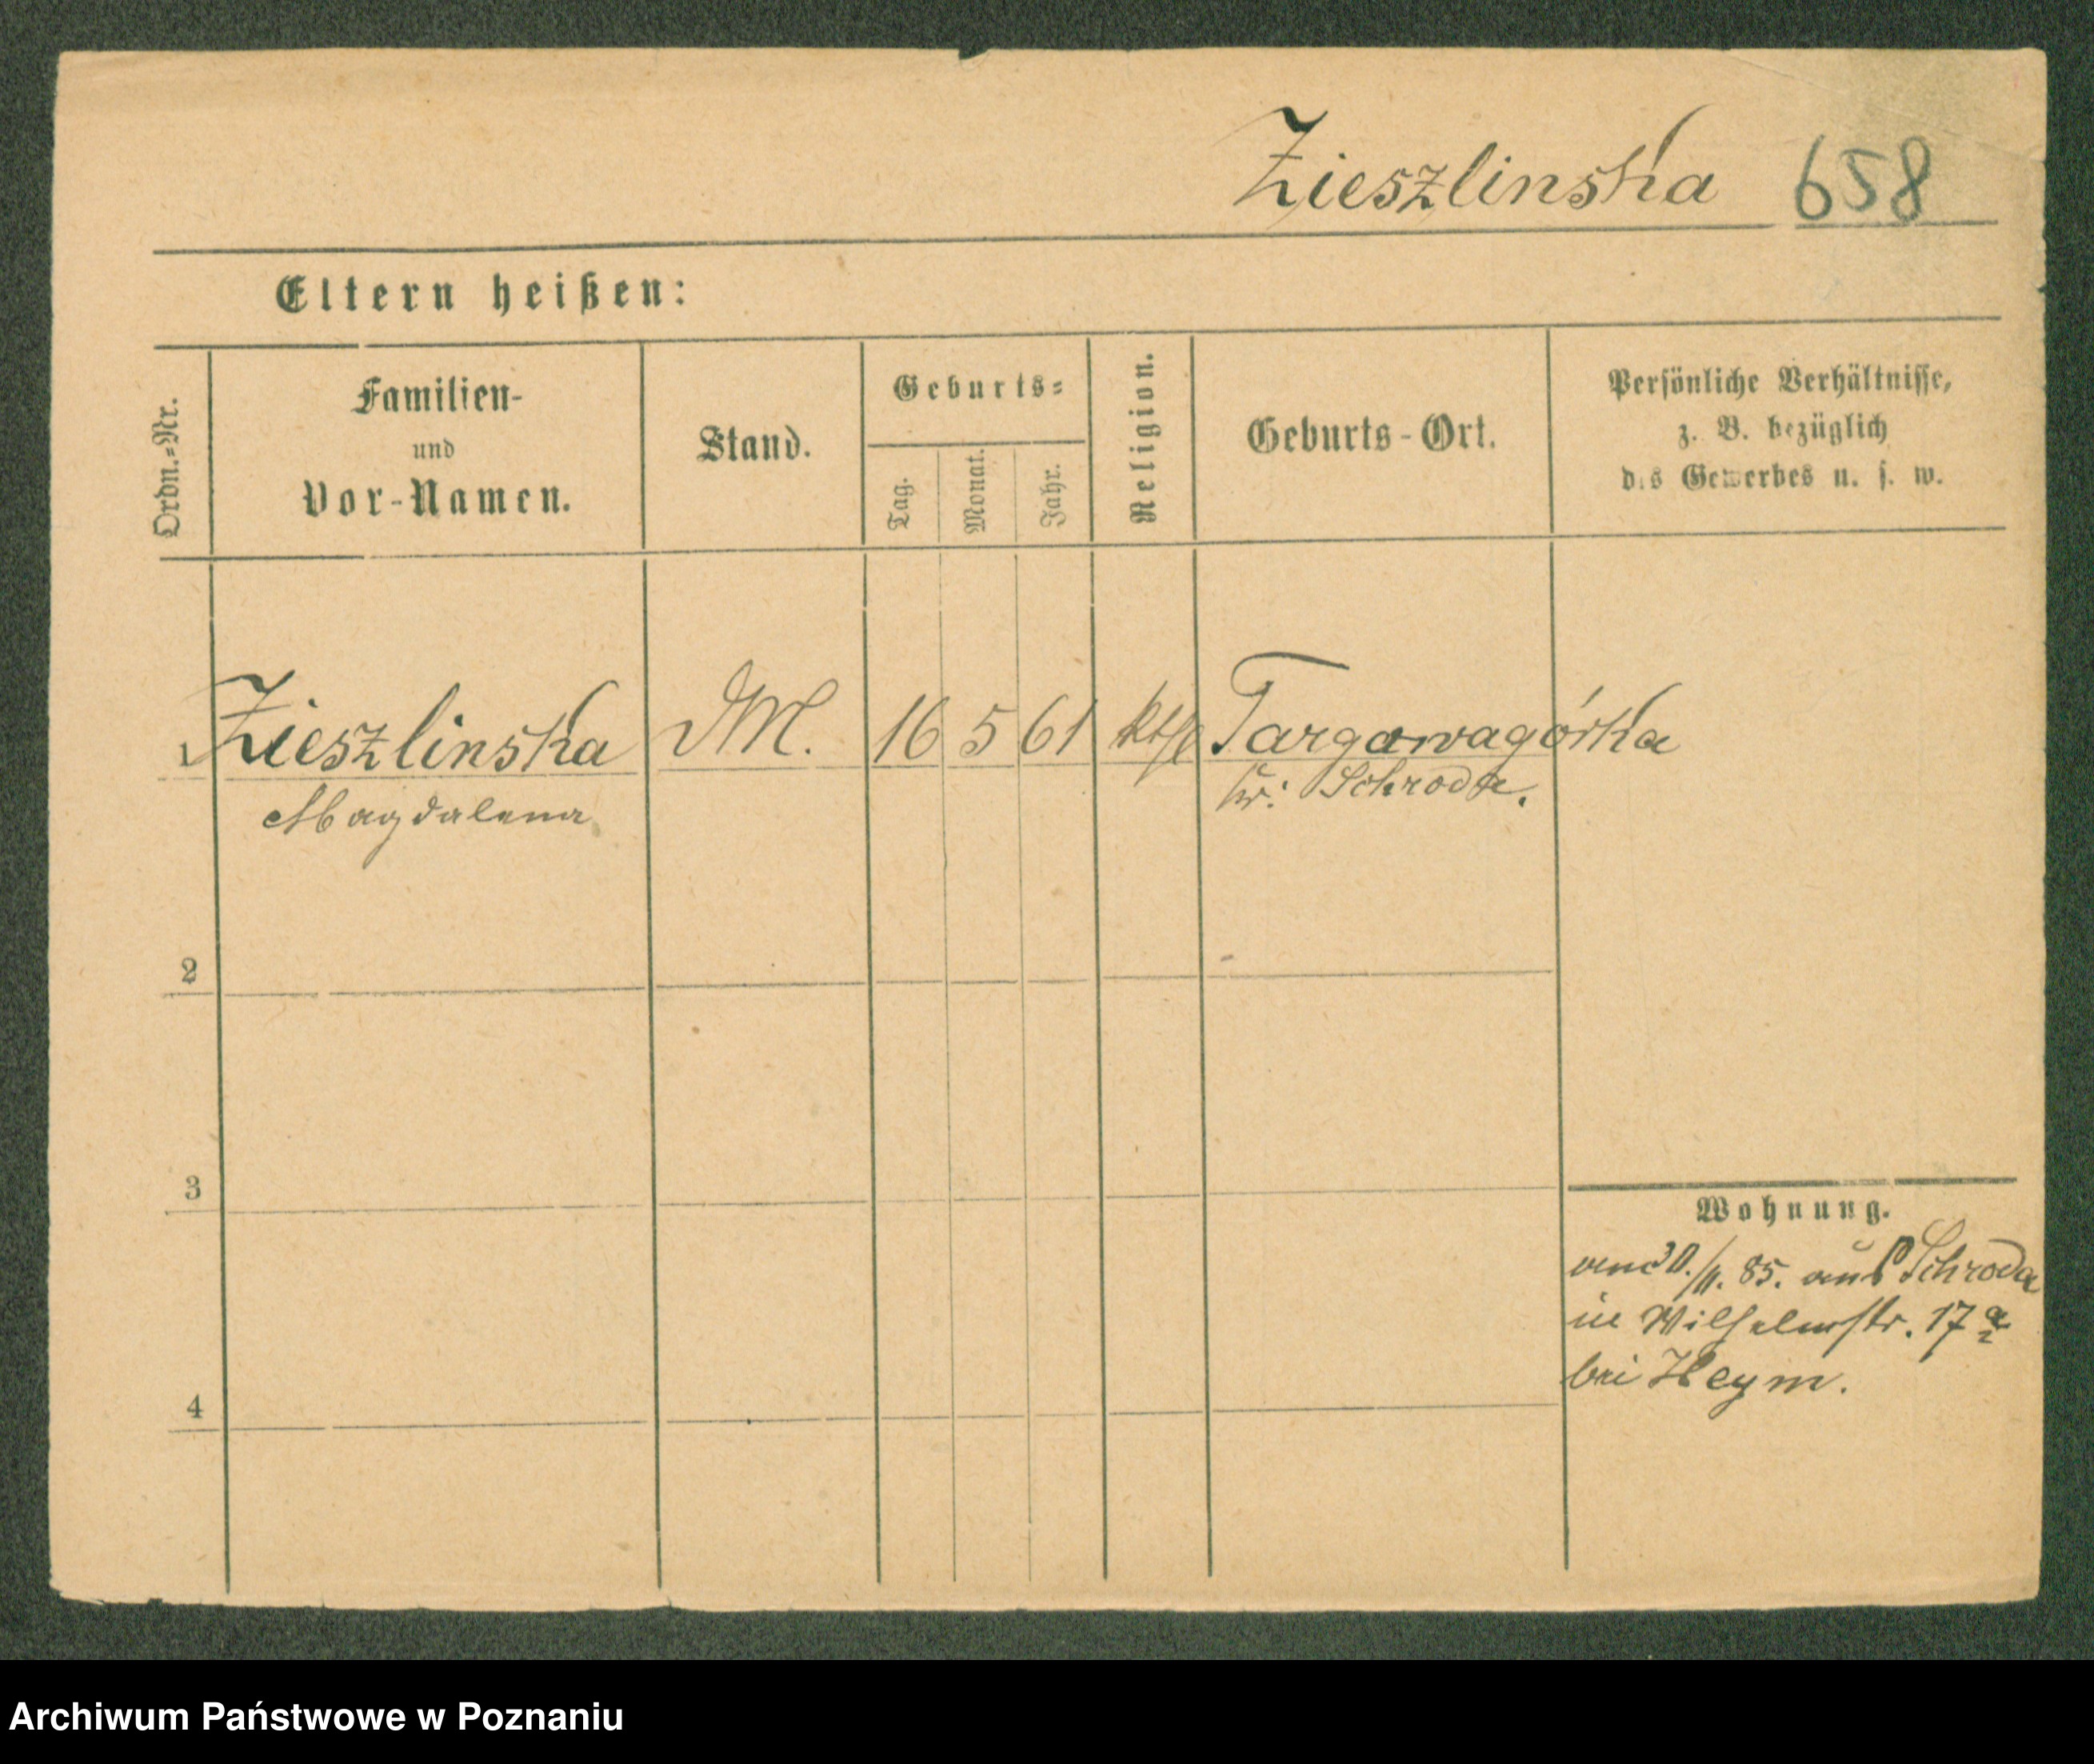 Zieszlinska 658
Eltern heißen:
Ordn.-Nr.
Familien-
und
Vor-Namen.
Stand.
Geburts-
Tag.
Monat.
Jahr.
Religion.
Geburts-Ort.
Persönliche Verhältnisse,
z. B. bezüglich
des Gewerbes u. s. w.
1 Zieszlinska M. 16 5 61 kth Targowagórka
Magdalena Kr: Schroda.
2
3
4
Wohnung.
am 30./11. 85. aus Schroda
in Wilhelmstr. 17 a
bei Heym.
Archiwum Państwowe w Poznaniu